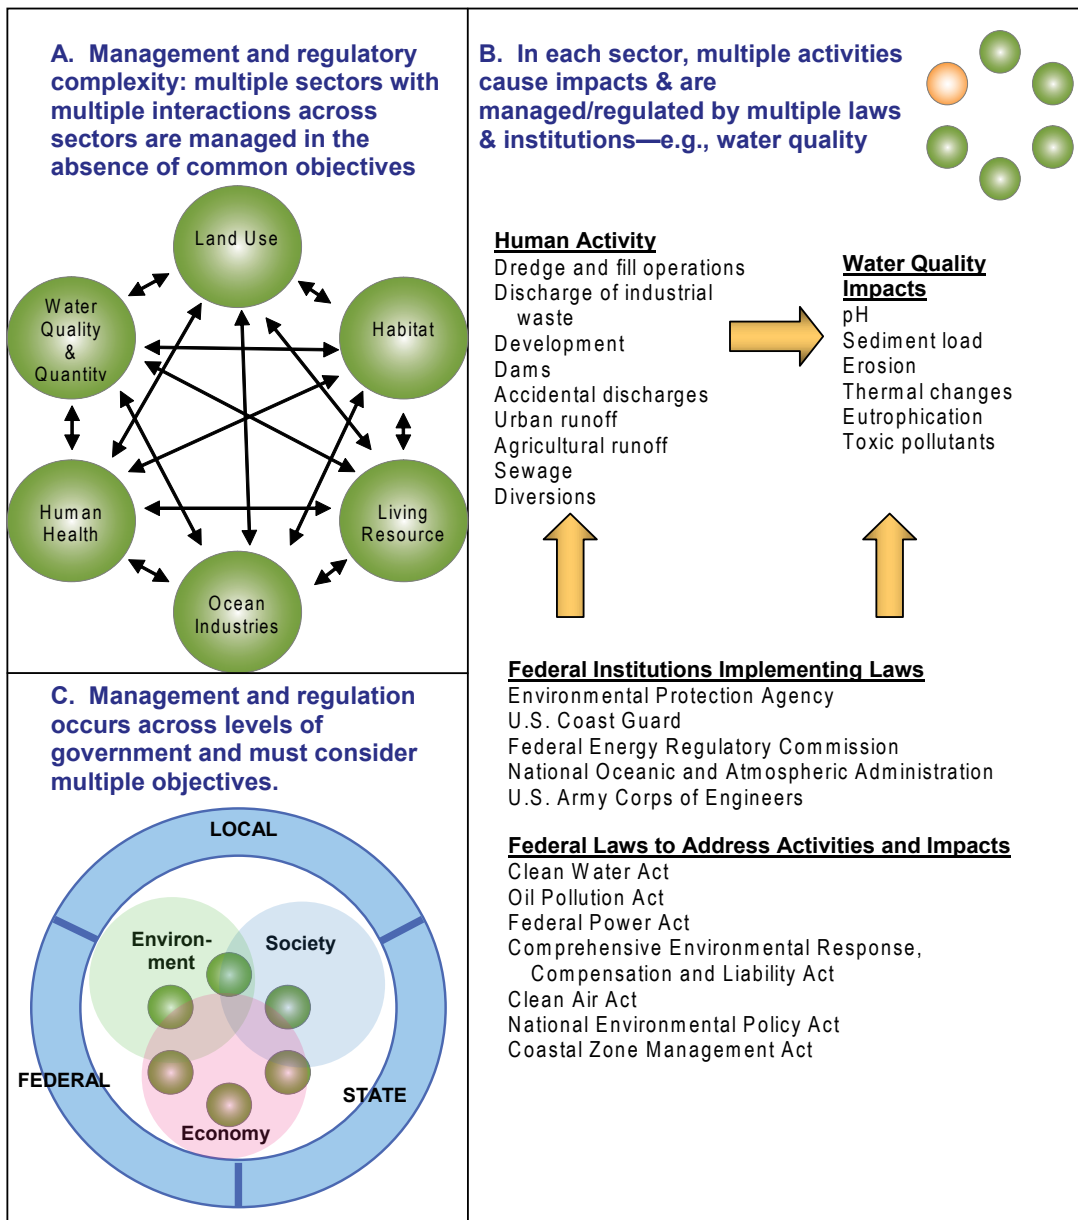 A.  Management and regulatory
complexity: multiple sectors with
multiple interactions across
sectors are managed in the
absence of common objectives
Land Use
Water
Quality
&
Quantity
Habitat
Human
Health
Living
Resource
Ocean
Industries
B.  In each sector, multiple activities
cause impacts & are
managed/regulated by multiple laws
& institutions—e.g., water quality
Human Activity
Dredge and fill operations
Discharge of industrial
waste
Development
Dams
Accidental discharges
Urban runoff
Agricultural runoff
Sewage
Diversions
Water Quality
Impacts
pH
Sediment load
Erosion
Thermal changes
Eutrophication
Toxic pollutants
Federal Institutions Implementing Laws
Environmental Protection Agency
U.S. Coast Guard
Federal Energy Regulatory Commission
National Oceanic and Atmospheric Administration
U.S. Army Corps of Engineers
Federal Laws to Address Activities and Impacts
Clean Water Act
Oil Pollution Act
Federal Power Act
Comprehensive Environmental Response,
Compensation and Liability Act
Clean Air Act
National Environmental Policy Act
Coastal Zone Management Act
C.  Management and regulation
occurs across levels of
government and must consider
multiple objectives.
LOCAL
Environ-
ment
Society
FEDERAL
STATE
Economy